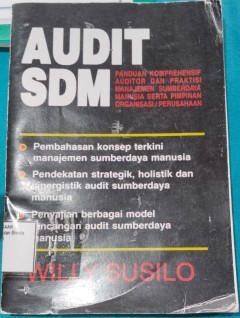 AUDIT
SDM
PANDUAN KOMPREHENSIF
AUDITOR DAN PRAKTISI
MANAJEMEN SUMBERDAYA
MANUSIA SERTA PIMPINAN
ORGANISASI / PERUSAHAAN
Pembahasan konsep terkini
manajemen sumberdaya manusia
Pendekatan strategik, holistik dan
sinergistik audit sumberdaya
manusia
Penyajian berbagai model
rancangan audit sumberdaya
manusia
WILLY SUSILO